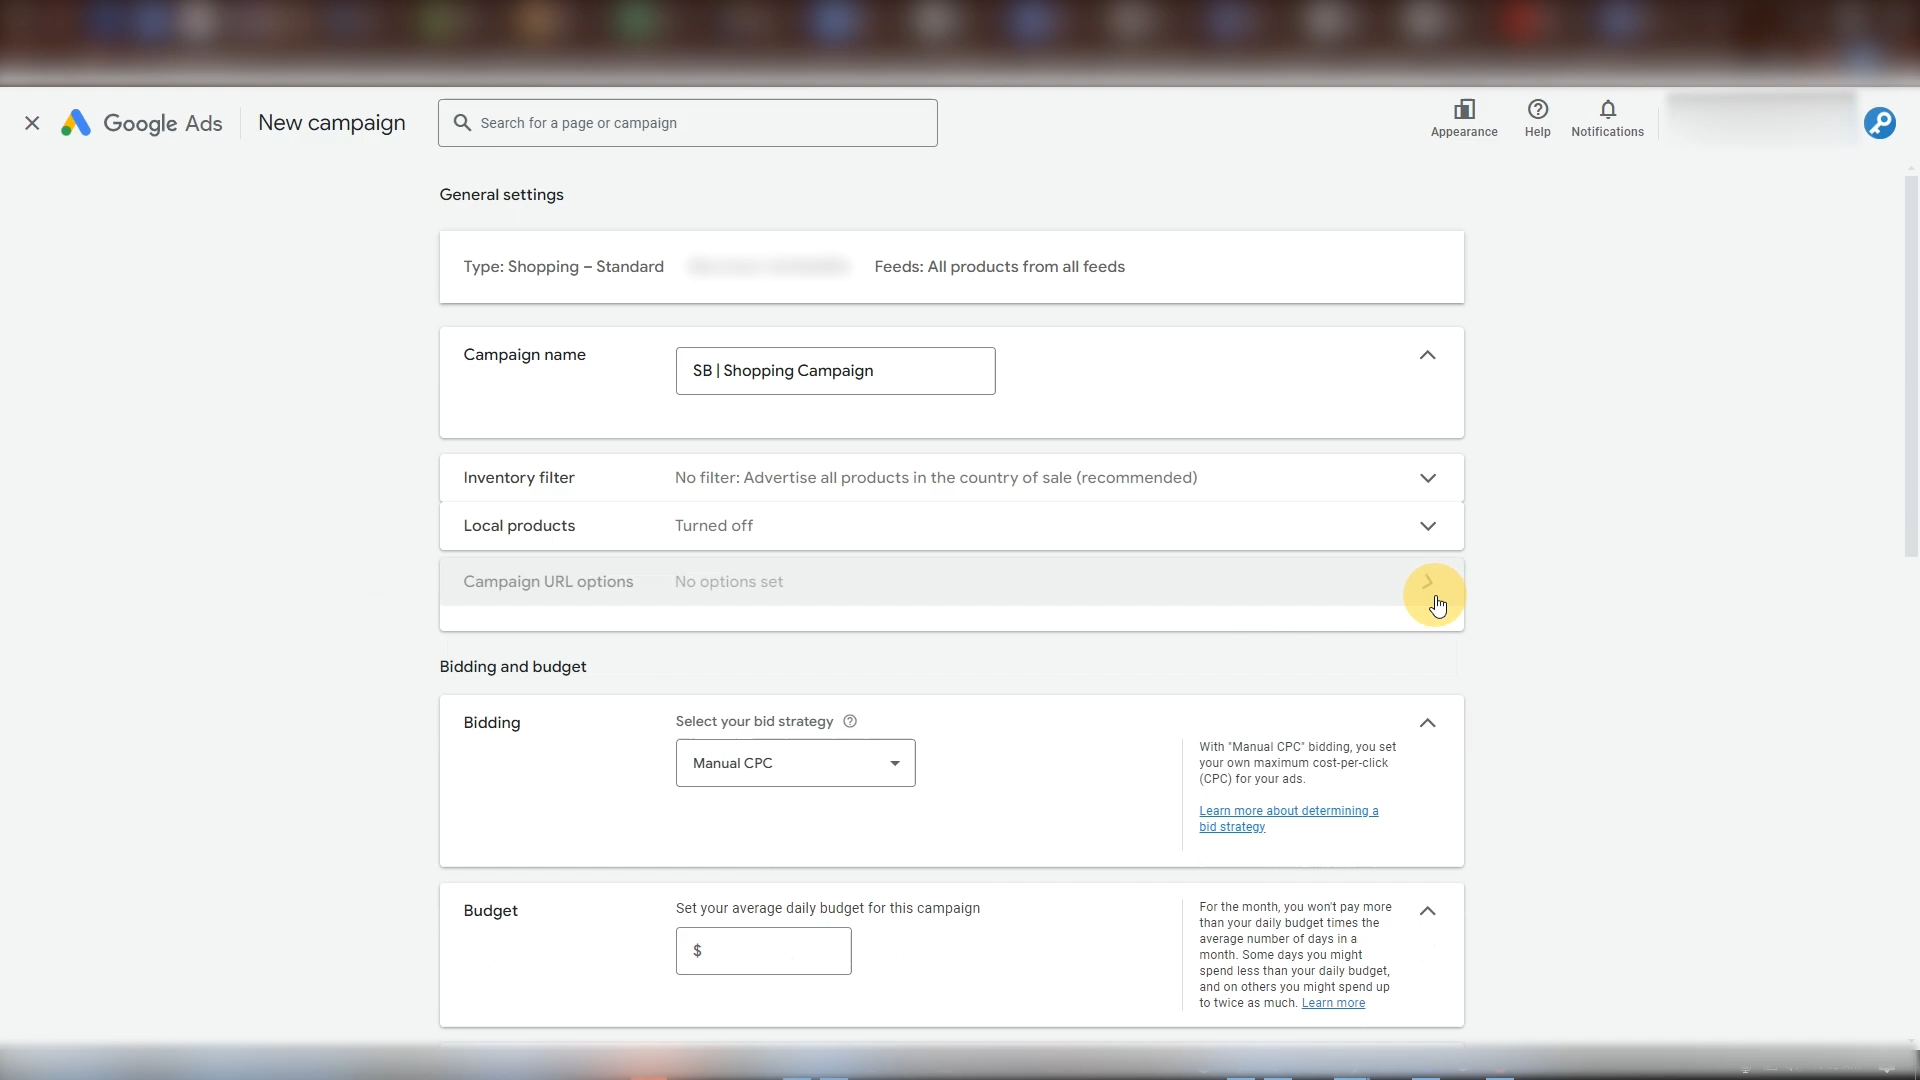 Google Ads
New campaign
Search for a page or campaign
Appearance
Help
Notifications
General settings
Type: Shopping – Standard
Feeds: All products from all feeds
Campaign name
SB | Shopping Campaign
Inventory filter
No filter: Advertise all products in the country of sale (recommended)
Local products
Turned off
Campaign URL options
No options set
Bidding and budget
Bidding
Select your bid strategy
Manual CPC
With "Manual CPC" bidding, you set
your own maximum cost-per-click
(CPC) for your ads.
Learn more about determining a
bid strategy
Budget
Set your average daily budget for this campaign
$
For the month, you won't pay more
than your daily budget times the
average number of days in a
month. Some days you might
spend less than your daily budget,
and on others you might spend up
to twice as much. Learn more